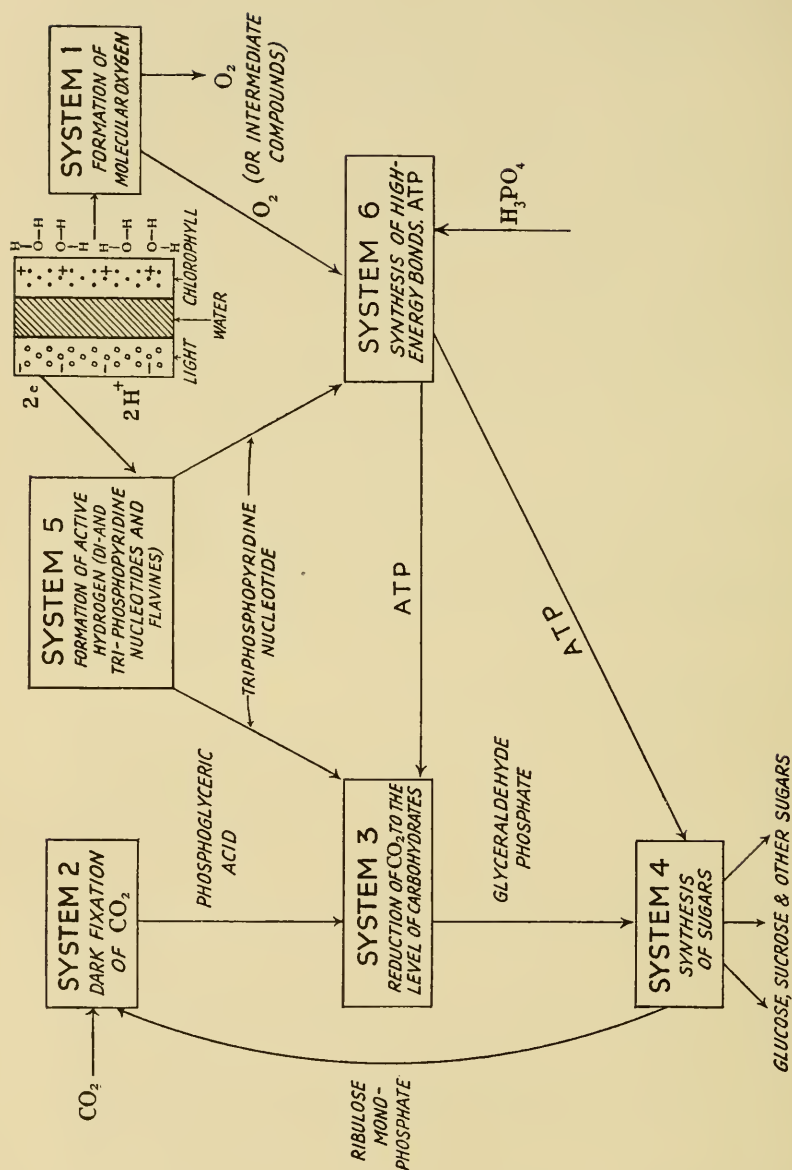 SYSTEM 1
FORMATION OF
MOLECULAR OXYGEN
O₂
O₂ (OR INTERMEDIATE
COMPOUNDS)
H
O–H
O–H
H
H
O–H
O–H
H
+
+
+
+
−
−
−
−
CHLOROPHYLL
WATER
LIGHT
2e
2H⁺
SYSTEM 5
FORMATION OF ACTIVE
HYDROGEN (DI-AND
TRI-PHOSPHOPYRIDINE
NUCLEOTIDES AND
FLAVINES)
TRIPHOSPHOPYRIDINE
NUCLEOTIDE
SYSTEM 6
SYNTHESIS OF HIGH-
ENERGY BONDS. ATP
H₃PO₄
ATP
ATP
CO₂
SYSTEM 2
DARK FIXATION
OF CO₂
PHOSPHOGLYCERIC
ACID
SYSTEM 3
REDUCTION OF CO₂ TO THE
LEVEL OF CARBOHYDRATES
GLYCERALDEHYDE
PHOSPHATE
SYSTEM 4
SYNTHESIS
OF SUGARS
RIBULOSE
MONO-
PHOSPHATE
GLUCOSE, SUCROSE & OTHER SUGARS